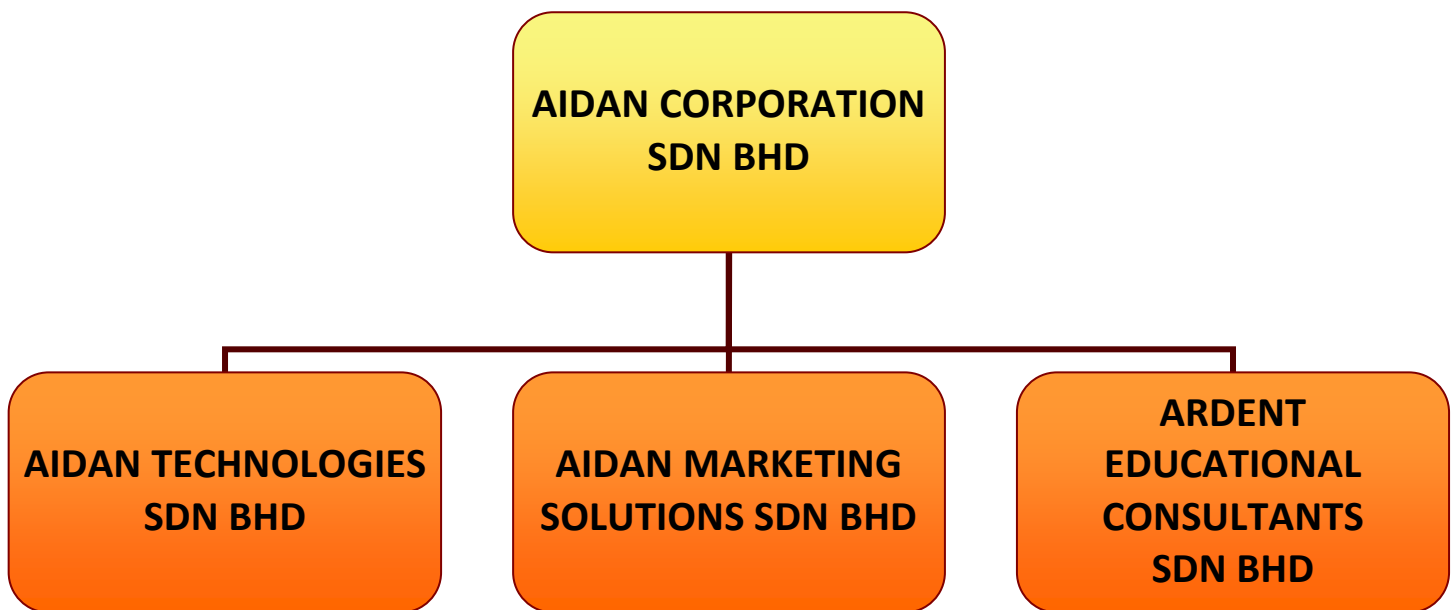 AIDAN CORPORATION
SDN BHD
AIDAN TECHNOLOGIES
SDN BHD
AIDAN MARKETING
SOLUTIONS SDN BHD
ARDENT
EDUCATIONAL
CONSULTANTS
SDN BHD